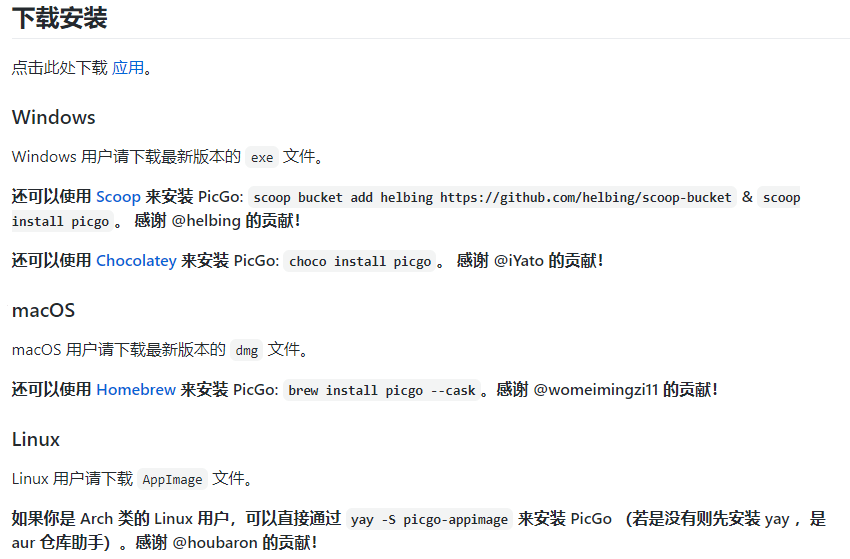 下载安装
点击此处下载 应用。
Windows
Windows 用户请下载最新版本的 exe 文件。
还可以使用 Scoop 来安装 PicGo: scoop bucket add helbing https://github.com/helbing/scoop-bucket & scoop
install picgo 。 感谢 @helbing 的贡献！
还可以使用 Chocolatey 来安装 PicGo: choco install picgo 。 感谢 @iYato 的贡献！
macOS
macOS 用户请下载最新版本的 dmg 文件。
还可以使用 Homebrew 来安装 PicGo: brew install picgo --cask 。感谢 @womeimingzi11 的贡献！
Linux
Linux 用户请下载 AppImage 文件。
如果你是 Arch 类的 Linux 用户，可以直接通过 yay -S picgo-appimage 来安装 PicGo （若是没有则先安装 yay ，是
aur 仓库助手）。感谢 @houbaron 的贡献！